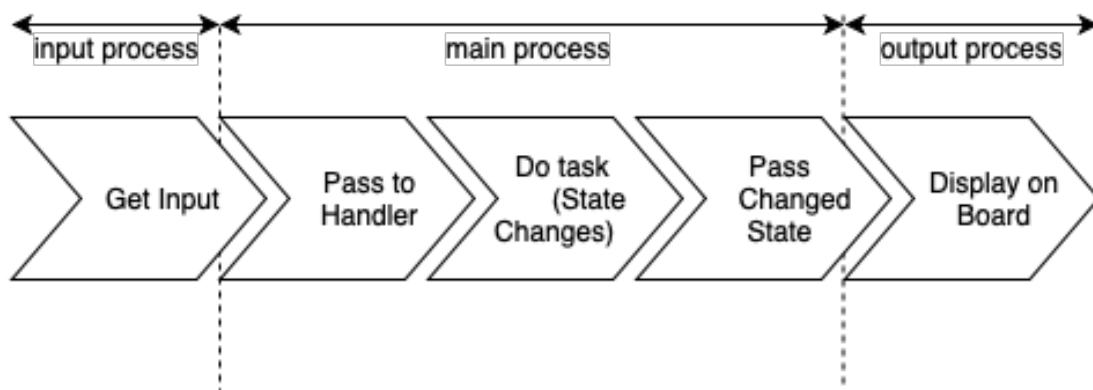 input process
main process
output process
Get Input
Pass to
Handler
Do task
(State
Changes)
Pass
Changed
State
Display on
Board